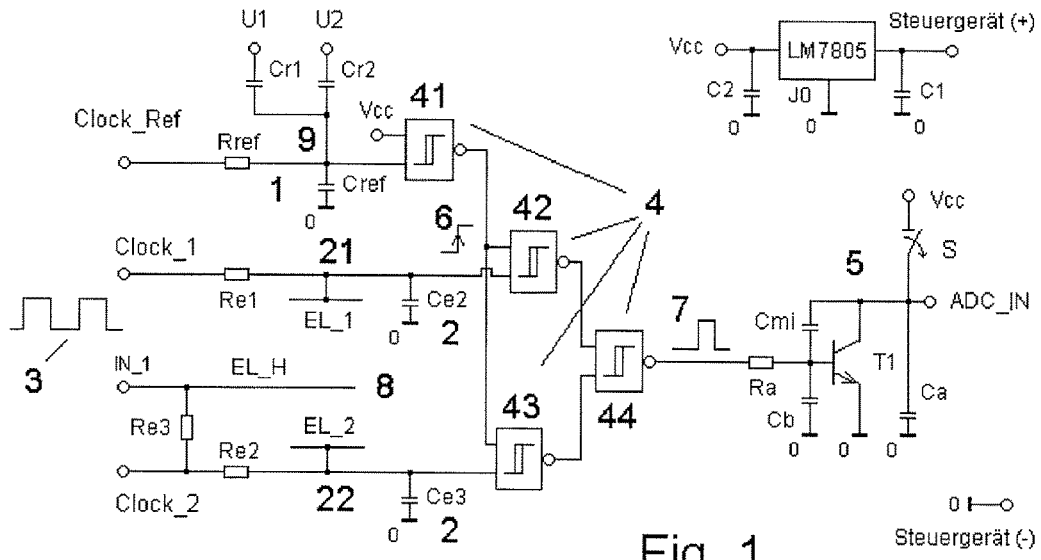 U1 U2
Steuergerät (+)
Cr1 Cr2
41
Vcc
LM7805
C2 J0 C1
0 0 0
Clock_Ref
Vcc
Rref 9
1 Cref
0
6 42 4
Vcc
S
Clock_1 21
5
Re1 EL_1 Ce2
0 2
7
Cmi ADC_IN
3
IN_1 EL_H 8
Ra T1
43 44
Cb Ca
0 0 0
Re3 EL_2
Re2
Clock_2 22 Ce3
0 2
0
Steuergerät (-)
Fig. 1